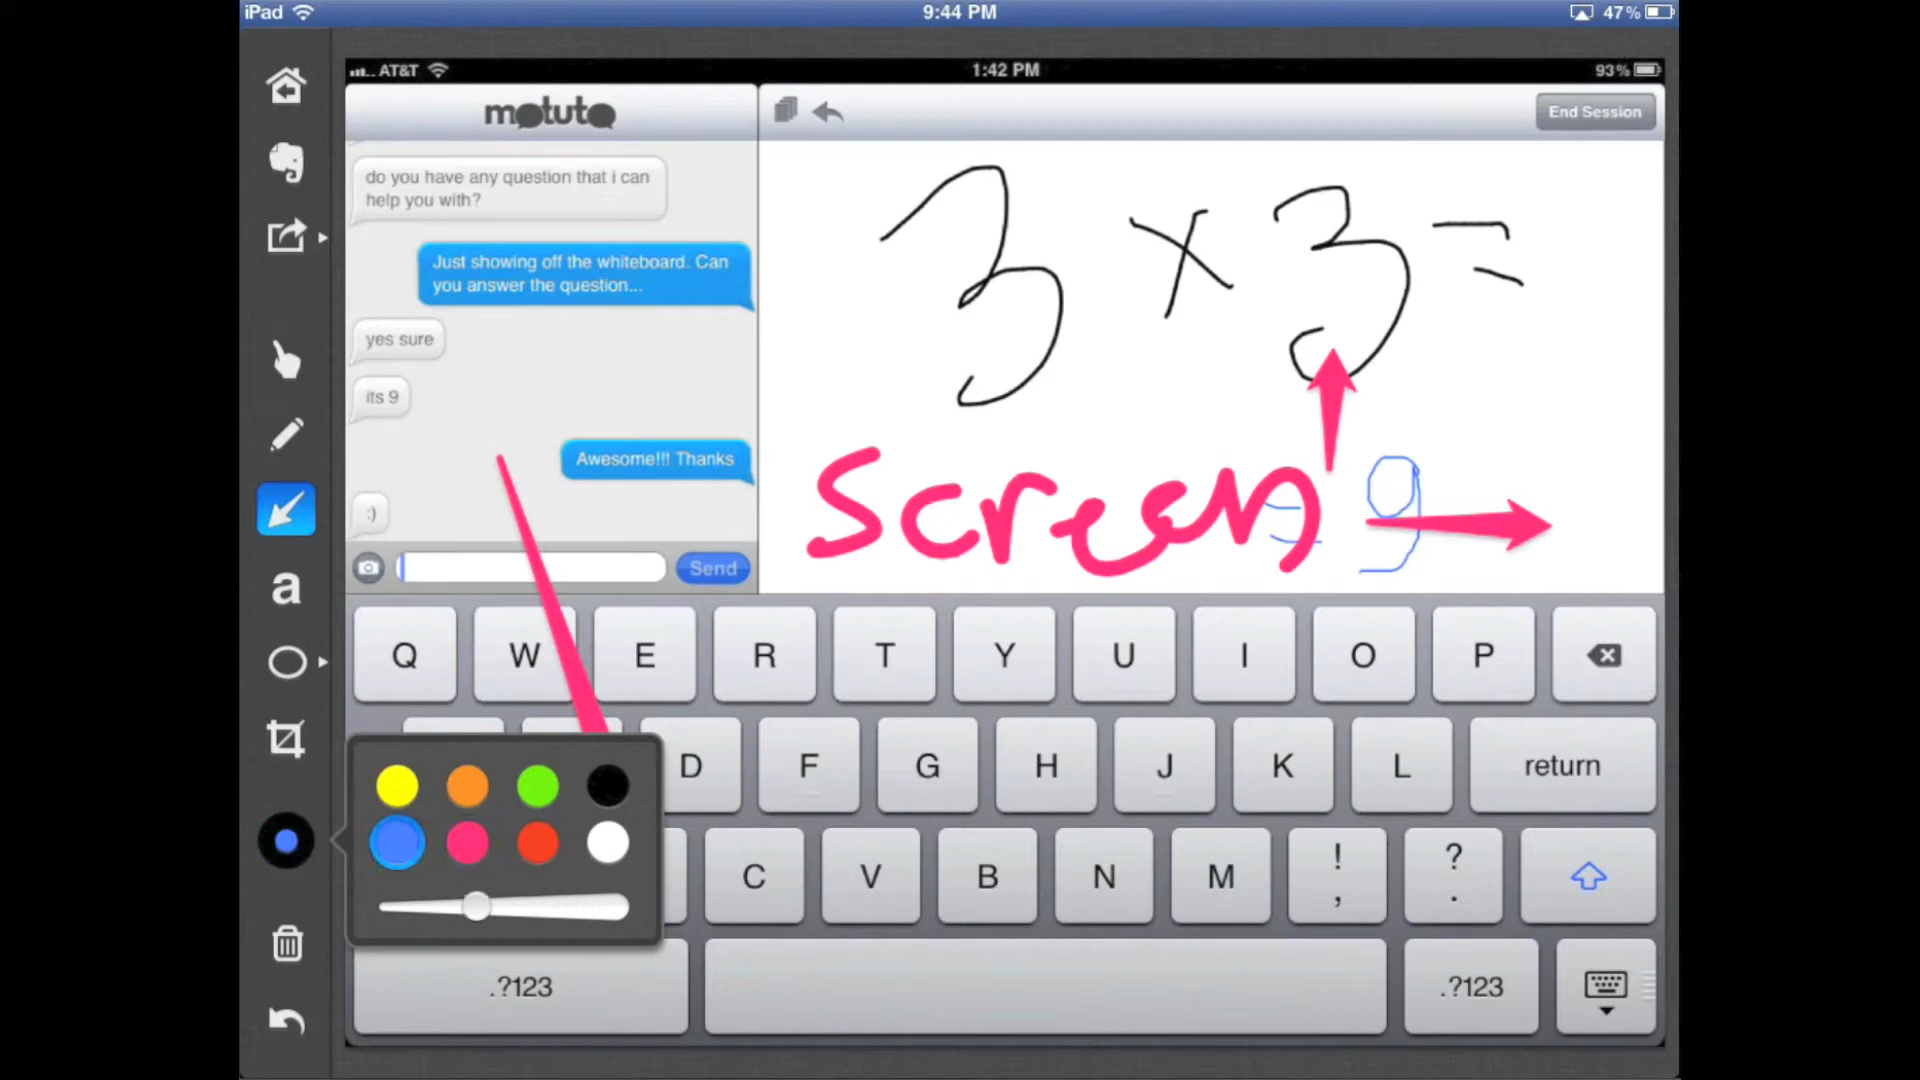 iPad 9:44 PM 47%
AT&T 1:42 PM 93%
motuto
End Session
do you have any question that i can
help you with?
Just showing off the whiteboard. Can
you answer the question...
yes sure
its 9
Awesome!!! Thanks
:)
Send
3 x 3 =
= 9
screen
a
Q W E R T Y U I O P
D F G H J K L return
C V B N M ! , ? .
.?123 .?123